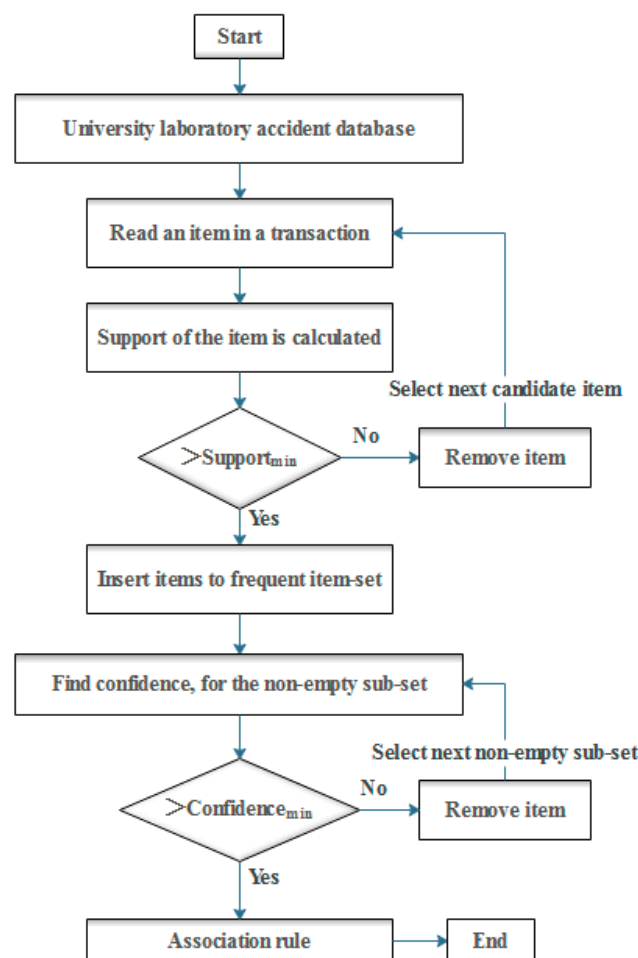 Start
University laboratory accident database
Read an item in a transaction
Support of the item is calculated
Select next candidate item
>Supportmin
No
Remove item
Yes
Insert items to frequent item-set
Find confidence, for the non-empty sub-set
Select next non-empty sub-set
>Confidencemin
No
Remove item
Yes
Association rule
End